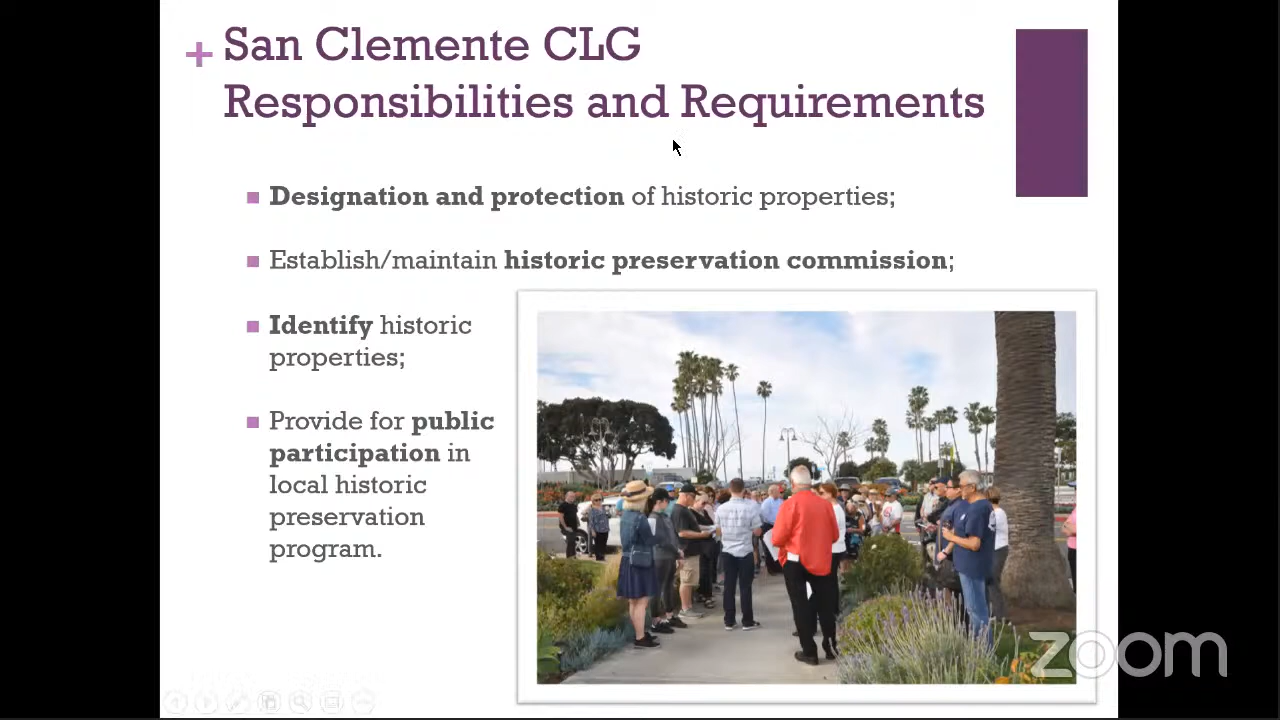 + San Clemente CLG
Responsibilities and Requirements
Designation and protection of historic properties;
Establish/maintain historic preservation commission;
Identify historic
properties;
Provide for public
participation in
local historic
preservation
program.
zoom